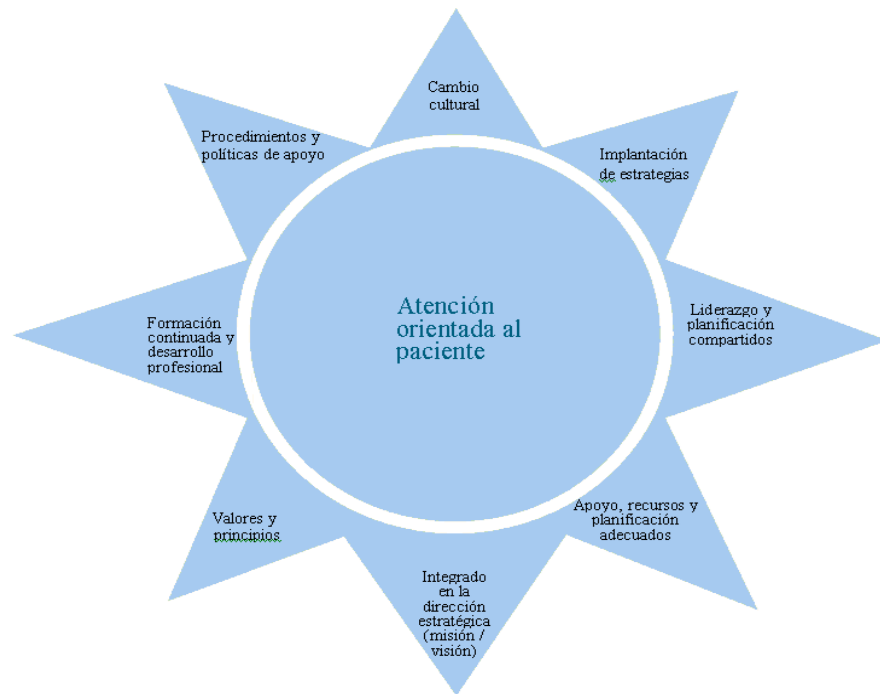 Cambio
cultural
Procedimientos y
políticas de apoyo
Implantación
de estrategias
Atención
orientada al
paciente
Formación
continuada y
desarrollo
profesional
Liderazgo y
planificación
compartidos
Valores y
principios
Apoyo, recursos y
planificación
adecuados
Integrado
en la
dirección
estratégica
(misión /
visión)